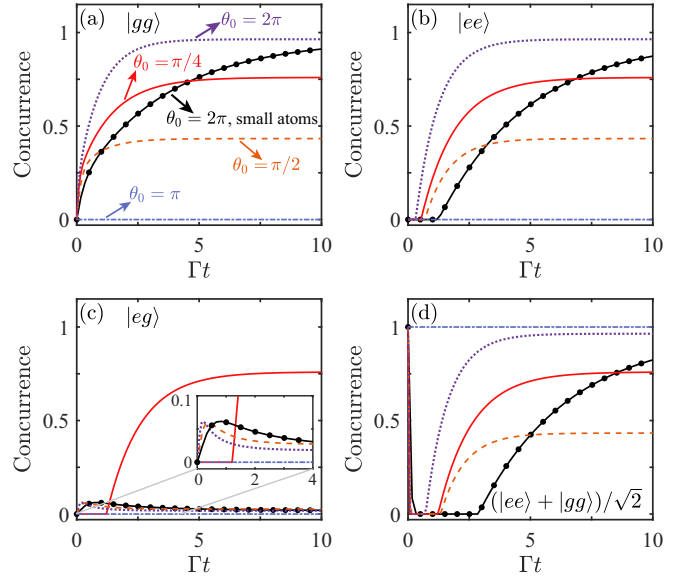 (a) |gg⟩ θ₀ = 2π
θ₀ = π/4
θ₀ = 2π, small atoms
θ₀ = π/2
θ₀ = π
Concurrence
1
0.5
0
0 5 10
Γt
(b) |ee⟩
Concurrence
1
0.5
0
0 5 10
Γt
(c) |eg⟩
Concurrence
1
0.5
0
0.1
0
0 2 4
0 5 10
Γt
(d)
Concurrence
1
0.5
0
(|ee⟩ + |gg⟩)/√2
0 5 10
Γt